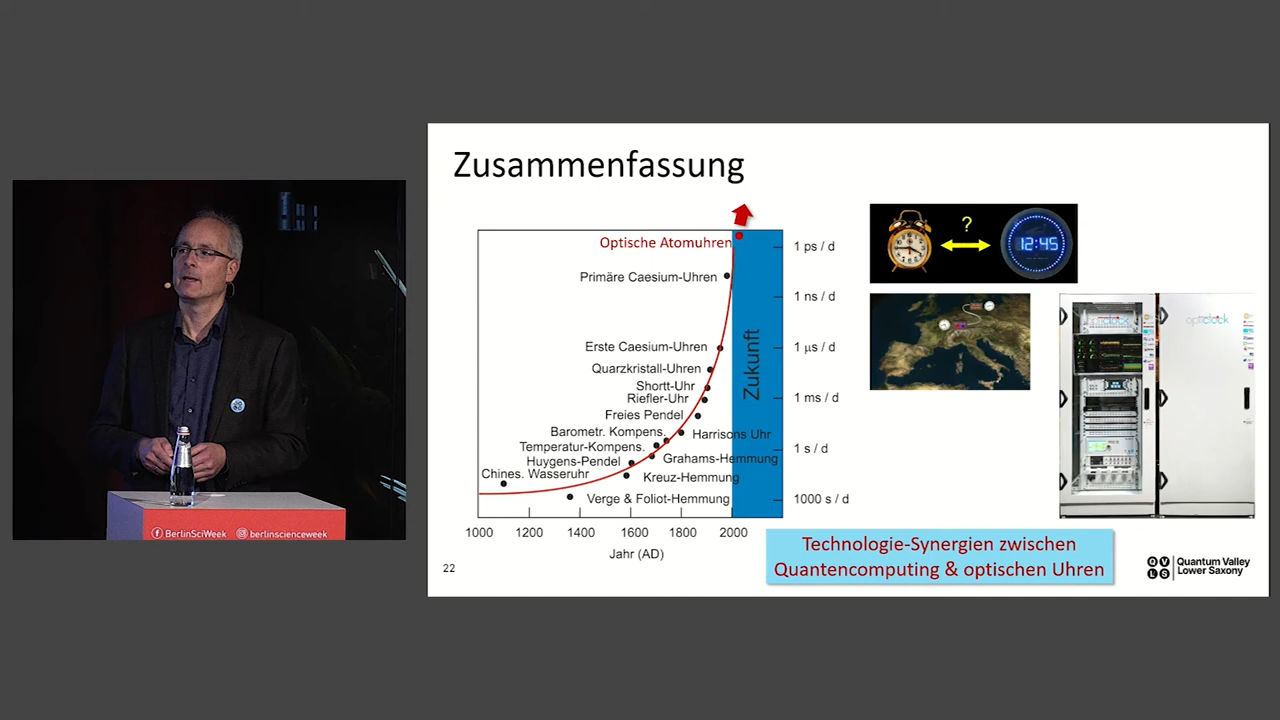 Zusammenfassung
Optische Atomuhren
Primäre Caesium-Uhren
Erste Caesium-Uhren
Quarzkristall-Uhren
Shortt-Uhr
Riefler-Uhr
Freies Pendel
Barometr. Kompens.
Harrisons Uhr
Temperatur-Kompens.
Grahams-Hemmung
Huygens-Pendel
Chines. Wasseruhr
Kreuz-Hemmung
Verge & Foliot-Hemmung
Zukunft
1 ps / d
1 ns / d
1 µs / d
1 ms / d
1 s / d
1000 s / d
1000 1200 1400 1600 1800 2000
Jahr (AD)
?
12:45
opticlock
opticlock
Technologie-Synergien zwischen
Quantencomputing & optischen Uhren
22
QVLS
Quantum Valley
Lower Saxony
BerlinSciWeek berlinscienceweek